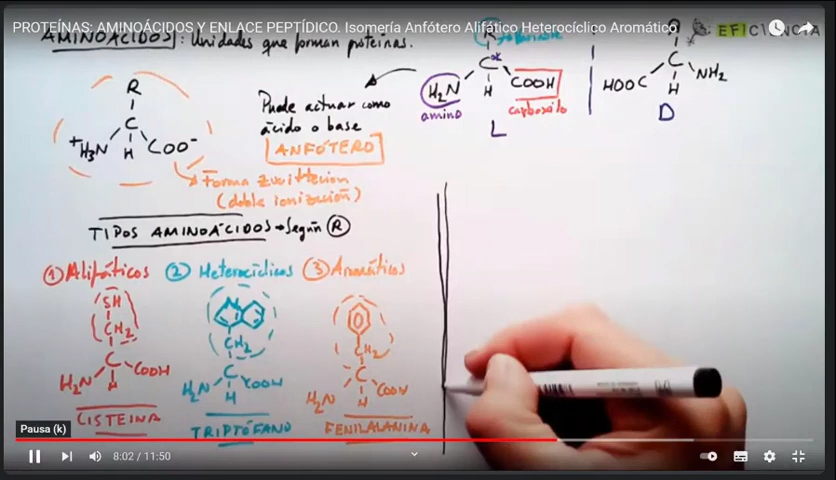 PROTEÍNAS: AMINOÁCIDOS Y ENLACE PEPTÍDICO. Isomería Anfótero Alifático Heterocíclico Aromático
EFICIENCIA
AMINOÁCIDOS: Unidades que forman proteínas.
R
+H3N C COO-
H
Puede actuar como
ácido o base
ANFÓTERO
Forma zwitterion
(doble ionización)
R
C*
H2N H COOH
amino carboxilo
L
R
C
HOOC H NH2
D
TIPOS AMINOÁCIDOS → Según R
① Alifáticos ② Heterocíclicos ③ Aromáticos
SH
CH2
C
H2N H COOH
CISTEINA
N
CH2
C
H2N H COOH
TRIPTÓFANO
CH2
C
H2N H COOH
FENILALANINA
Pausa (k)
8:02 / 11:50